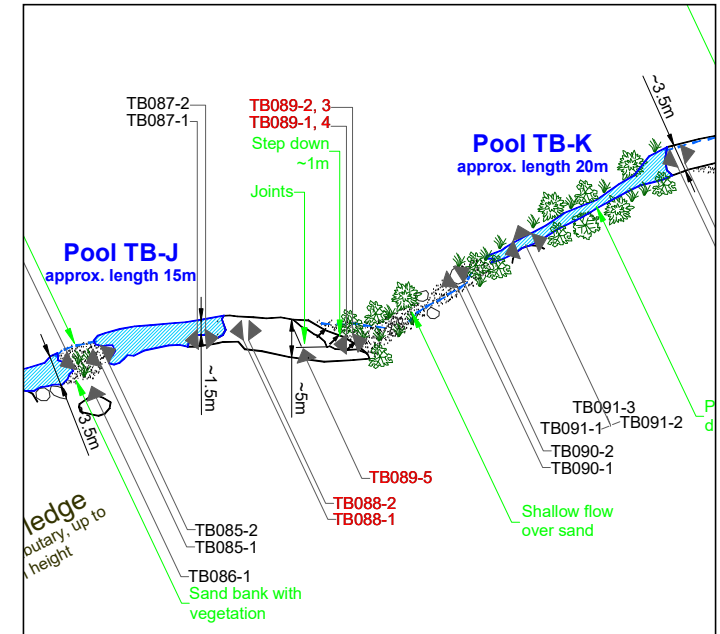 TB087-2
TB087-1
TB089-2, 3
TB089-1, 4
Step down
~1m
Joints
Pool TB-K
approx. length 20m
~3.5m
Pool TB-J
approx. length 15m
~1.5m
~5m
3.5m
TB091-3
TB091-1
TB091-2
TB090-2
TB090-1
P
d
TB089-5
TB088-2
TB088-1
Shallow flow
over sand
ledge
butary, up to
height
TB085-2
TB085-1
TB086-1
Sand bank with
vegetation